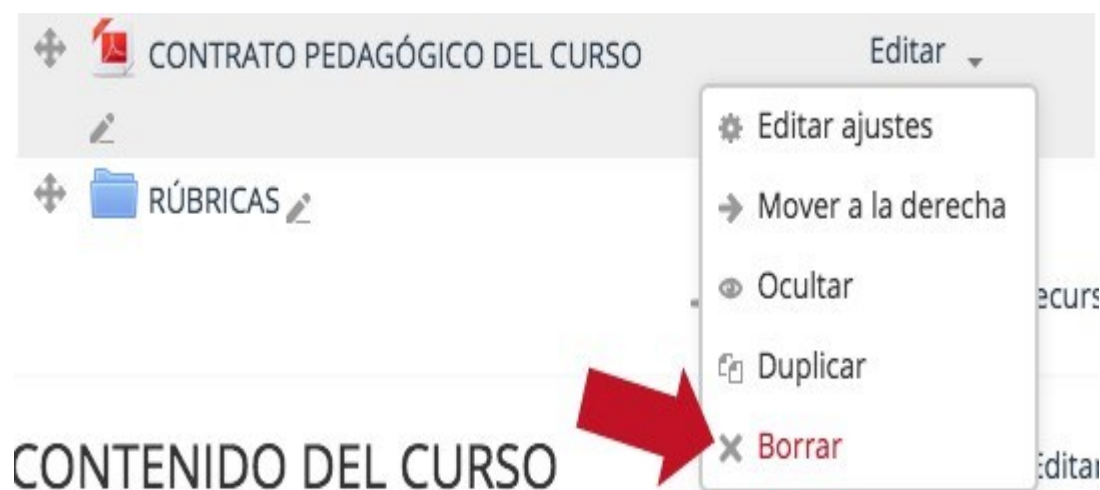 CONTRATO PEDAGÓGICO DEL CURSO Editar
Editar ajustes
RÚBRICAS
Mover a la derecha
Ocultar
Duplicar
Borrar
CONTENIDO DEL CURSO